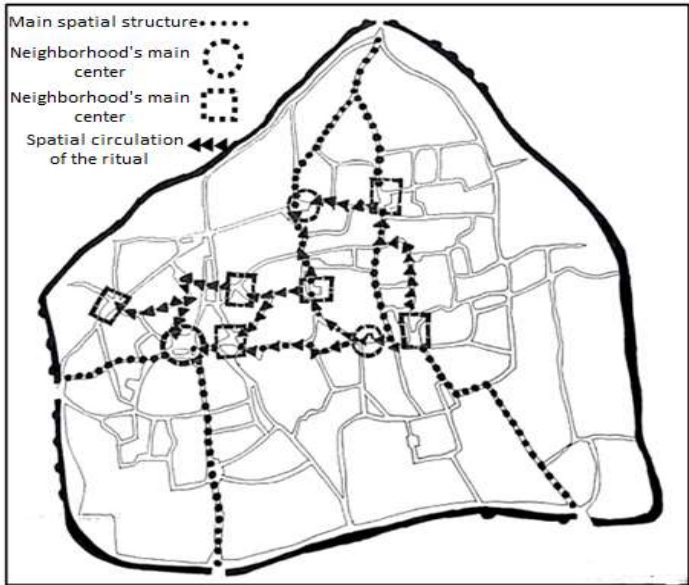 Main spatial structure
Neighborhood's main
center
Neighborhood's main
center
Spatial circulation
of the ritual